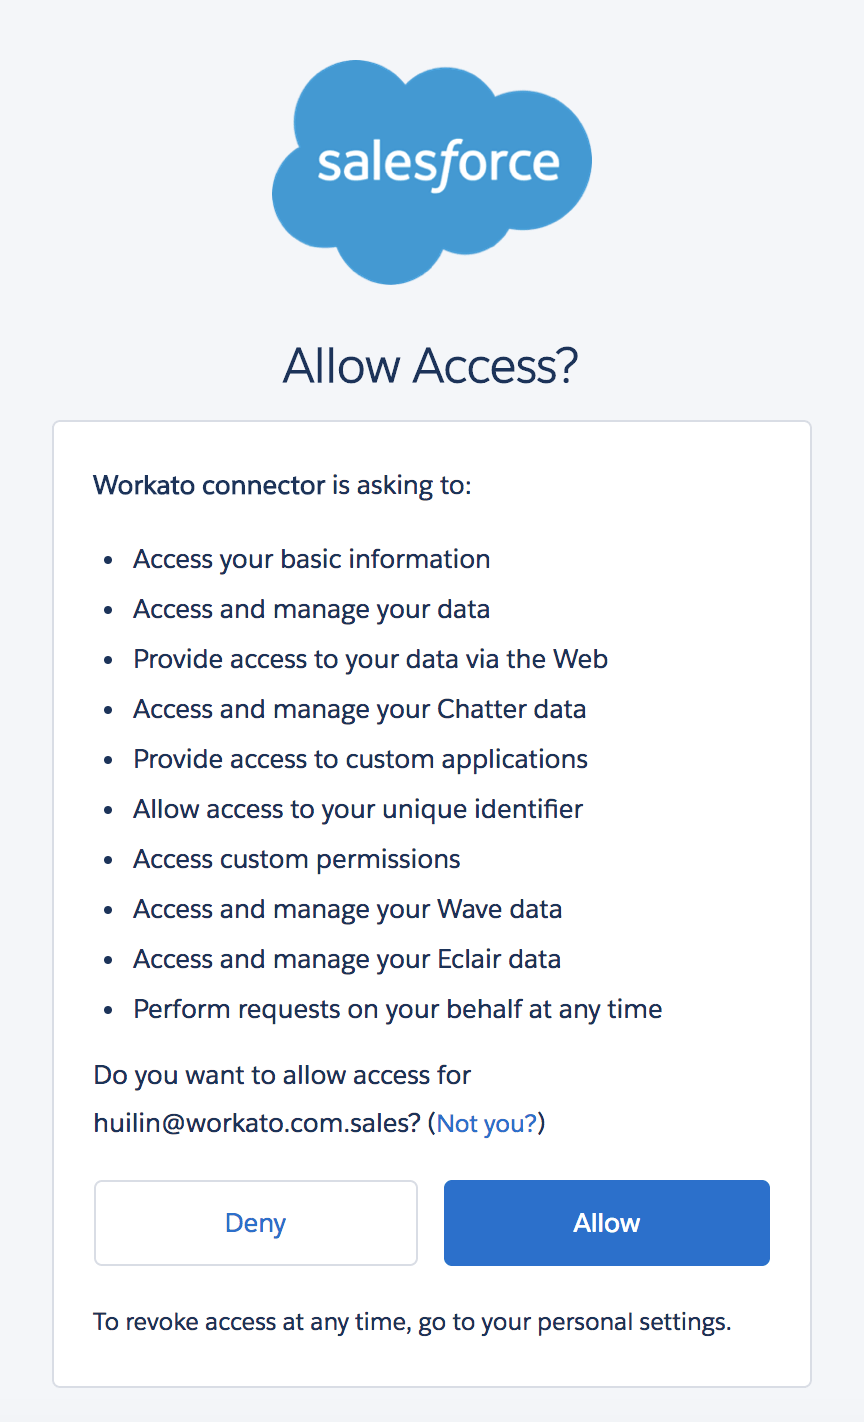 salesforce
Allow Access?
Workato connector is asking to:
• Access your basic information
• Access and manage your data
• Provide access to your data via the Web
• Access and manage your Chatter data
• Provide access to custom applications
• Allow access to your unique identifier
• Access custom permissions
• Access and manage your Wave data
• Access and manage your Eclair data
• Perform requests on your behalf at any time
Do you want to allow access for
huilin@workato.com.sales? (Not you?)
Deny Allow
To revoke access at any time, go to your personal settings.